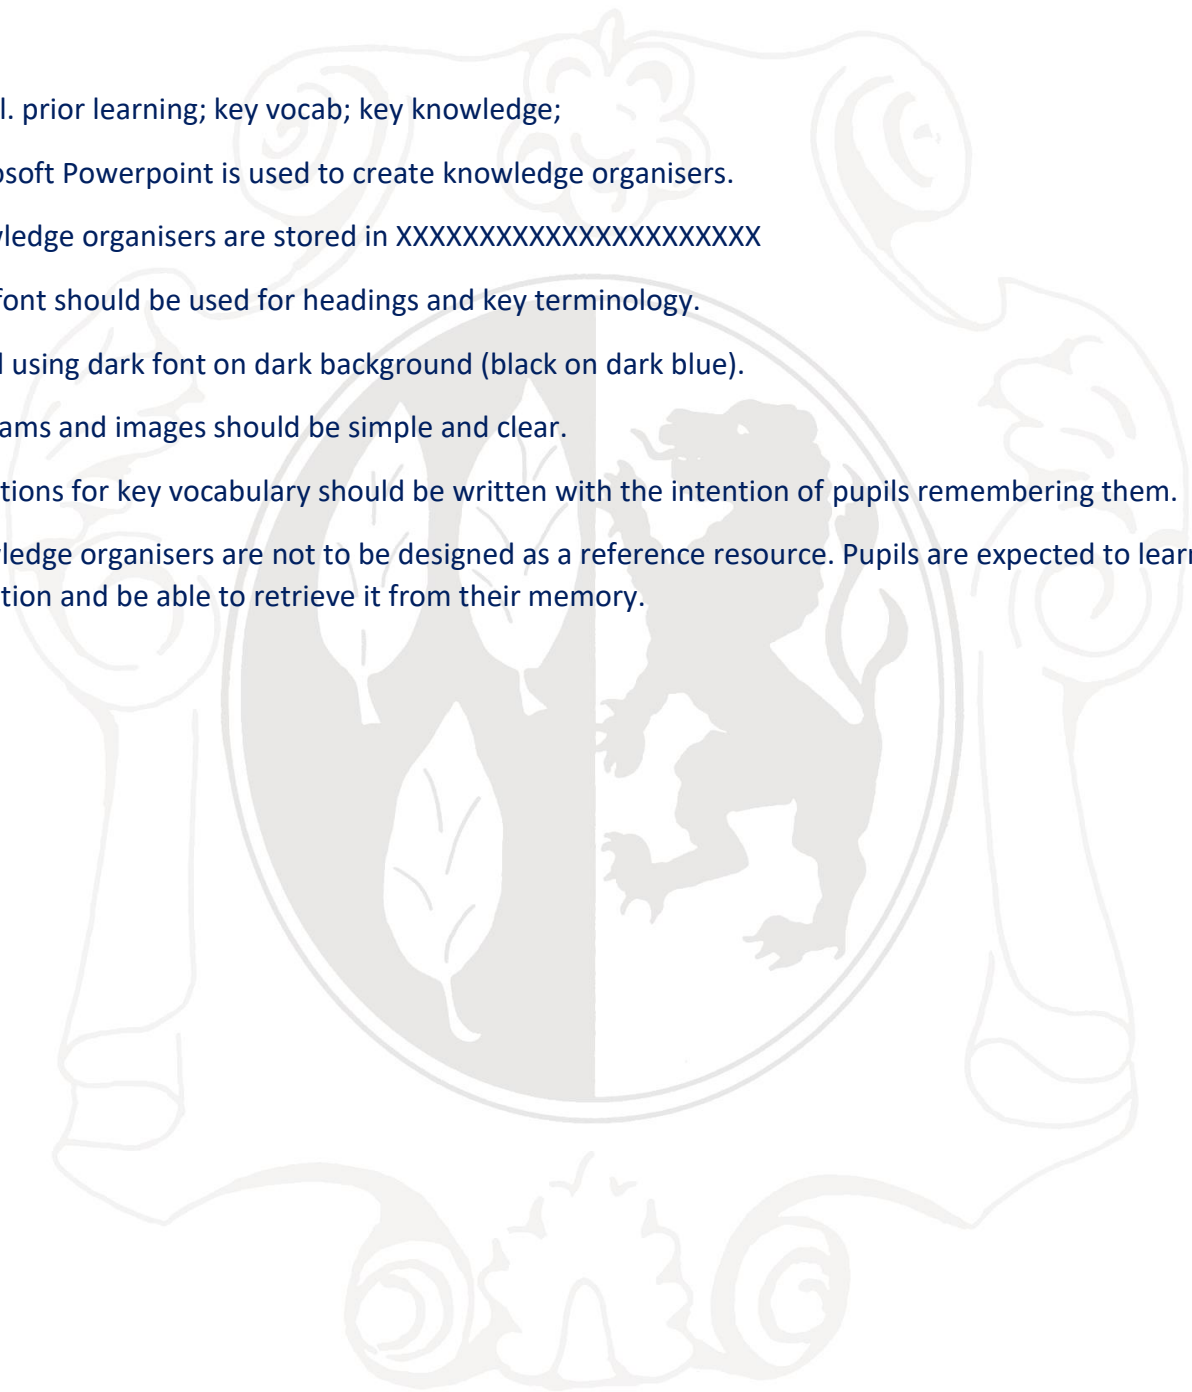 l. prior learning; key vocab; key knowledge;
osoft Powerpoint is used to create knowledge organisers.
ledge organisers are stored in XXXXXXXXXXXXXXXXXXXXXX
font should be used for headings and key terminology.
using dark font on dark background (black on dark blue).
ams and images should be simple and clear.
tions for key vocabulary should be written with the intention of pupils remembering them.
ledge organisers are not to be designed as a reference resource. Pupils are expected to lear
tion and be able to retrieve it from their memory.